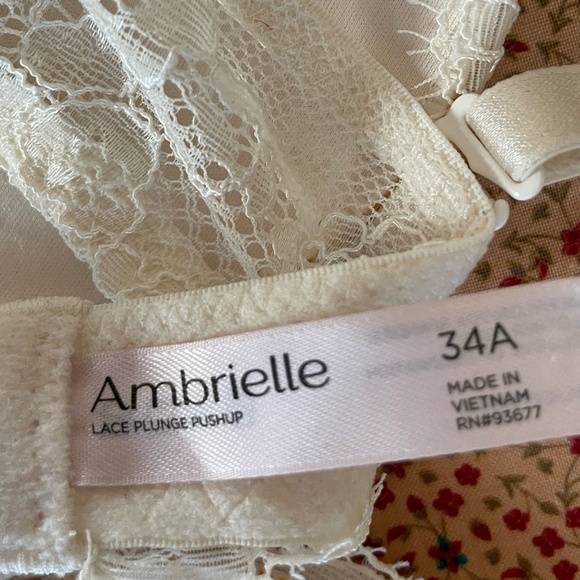 Ambrielle
LACE PLUNGE PUSHUP
34A
MADE IN
VIETNAM
RN#93677